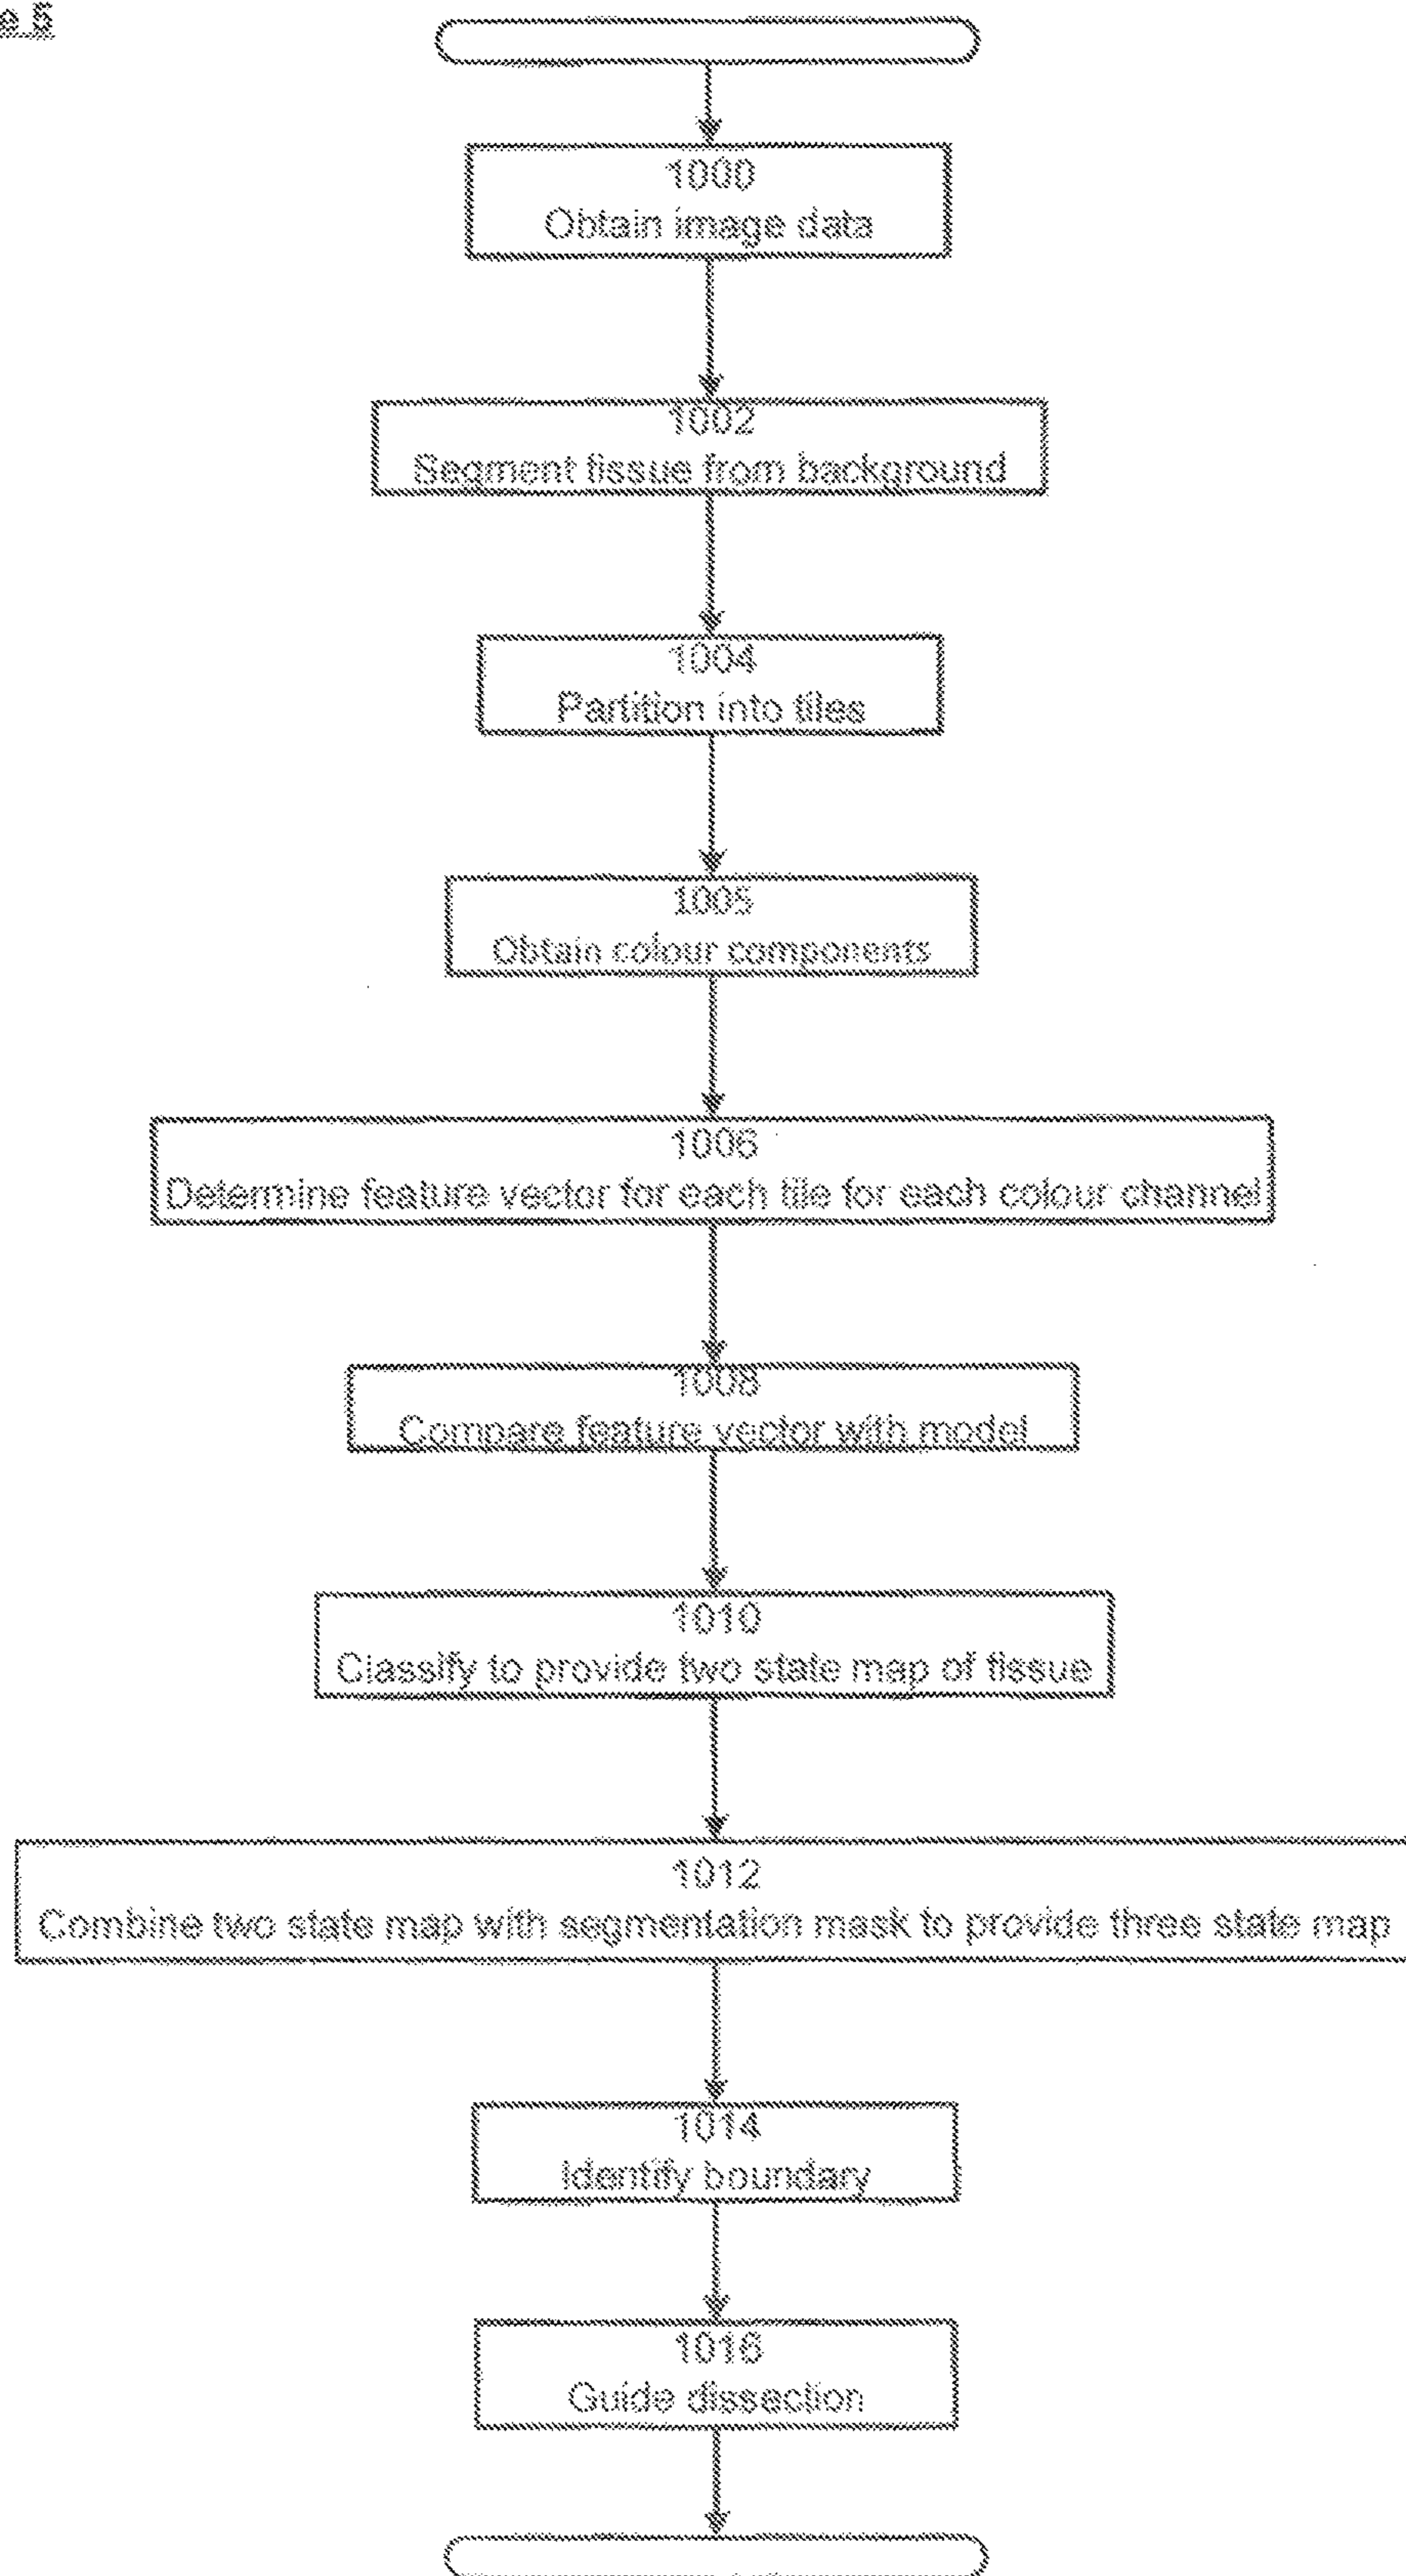 e 5
1000
Obtain image data
1002
Segment tissue from background
1004
Partition into tiles
1005
Obtain colour components
1006
Determine feature vector for each tile for each colour channel
1008
Compare feature vector with model
1010
Classify to provide two state map of tissue
1012
Combine two state map with segmentation mask to provide three state map
1014
Identify boundary
1016
Guide dissection